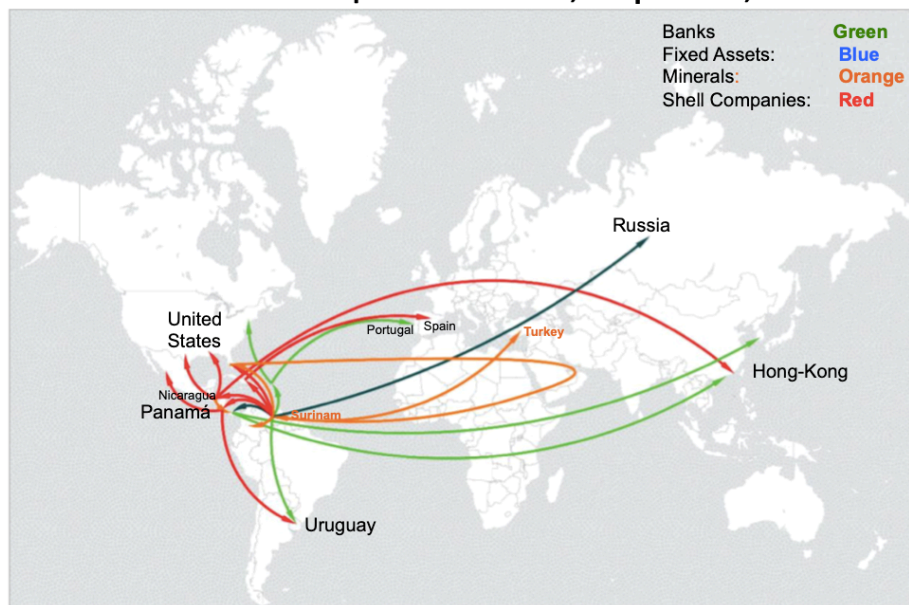 Banks Green
Fixed Assets: Blue
Minerals: Orange
Shell Companies: Red
Russia
United
States
Portugal
Spain
Turkey
Hong-Kong
Nicaragua
Panamá
Surinam
Uruguay